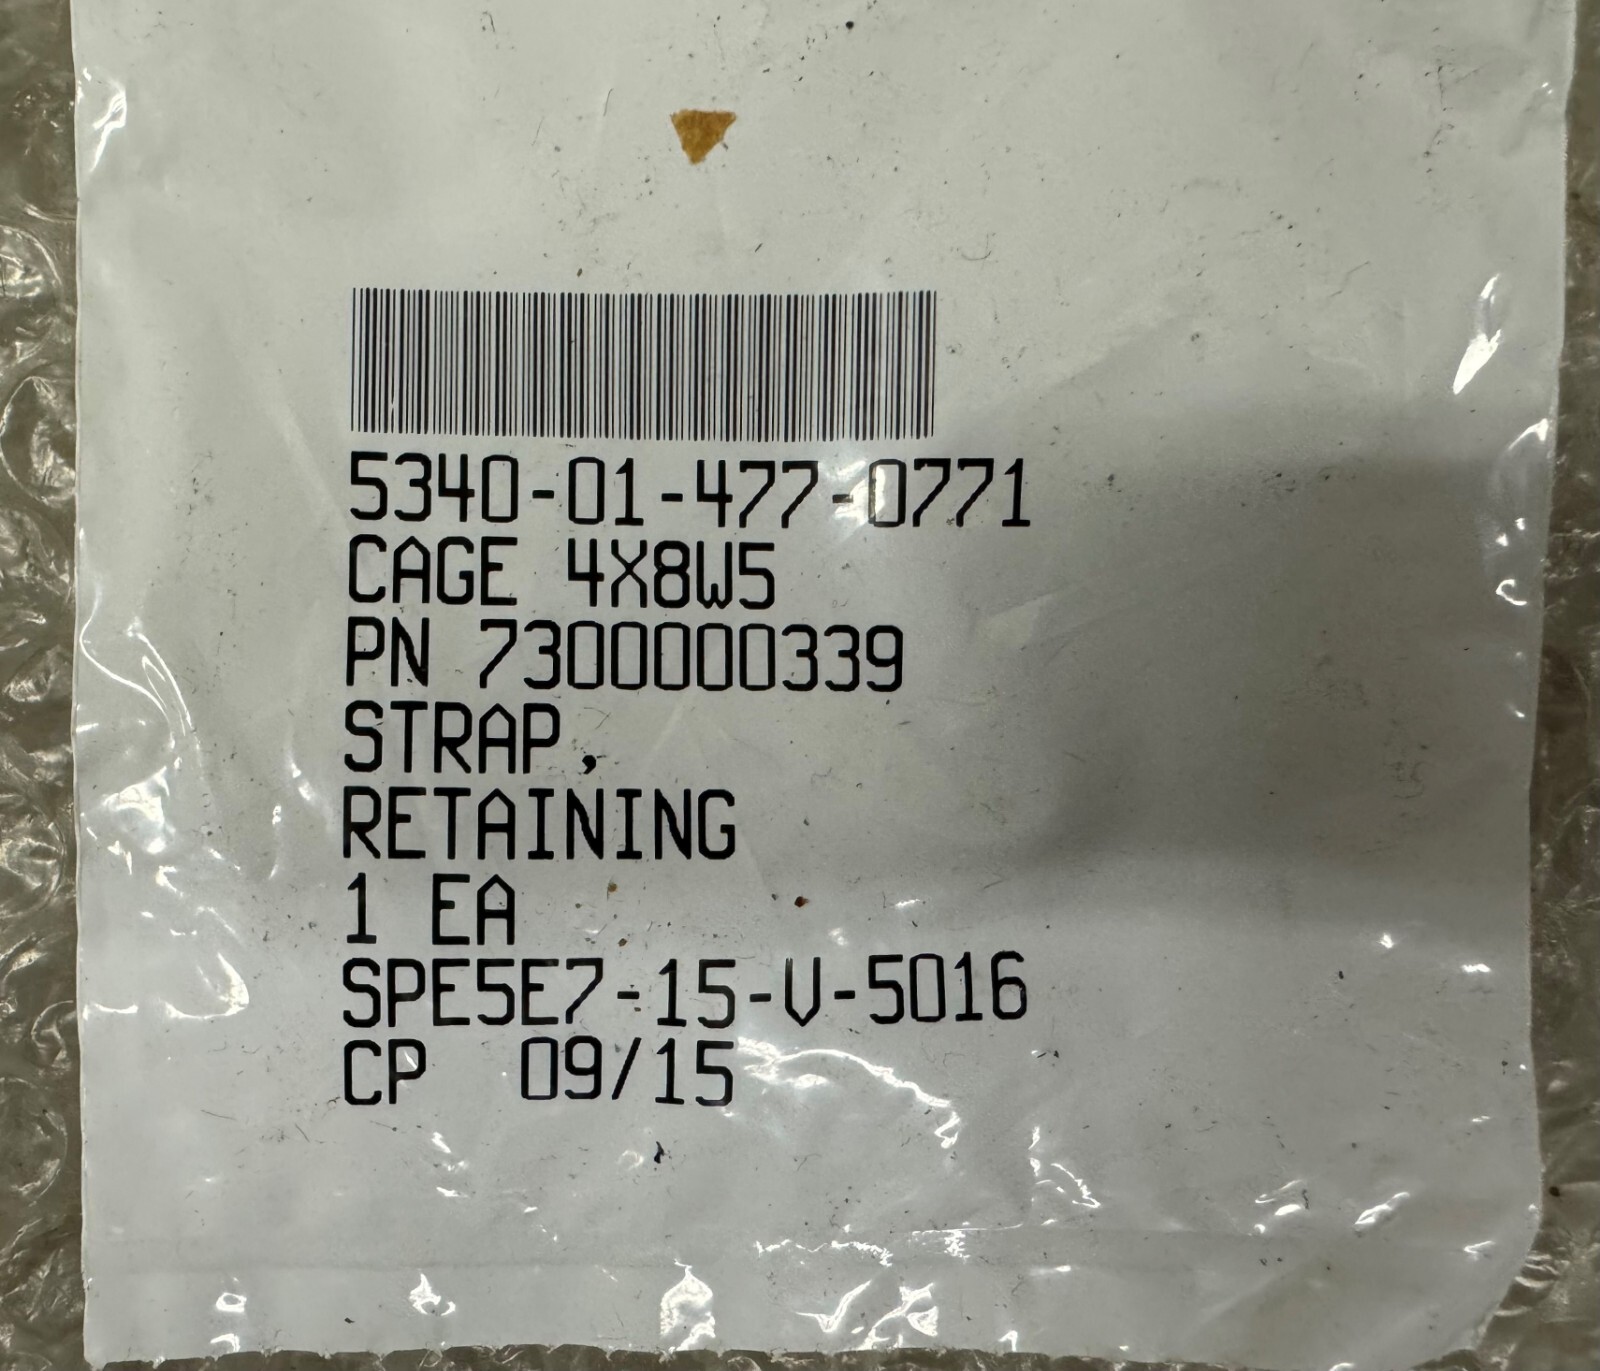 5340-01-477-0771
CAGE 4X8W5
PN 7300000339
STRAP,
RETAINING
1 EA
SPE5E7-15-V-5016
CP 09/15